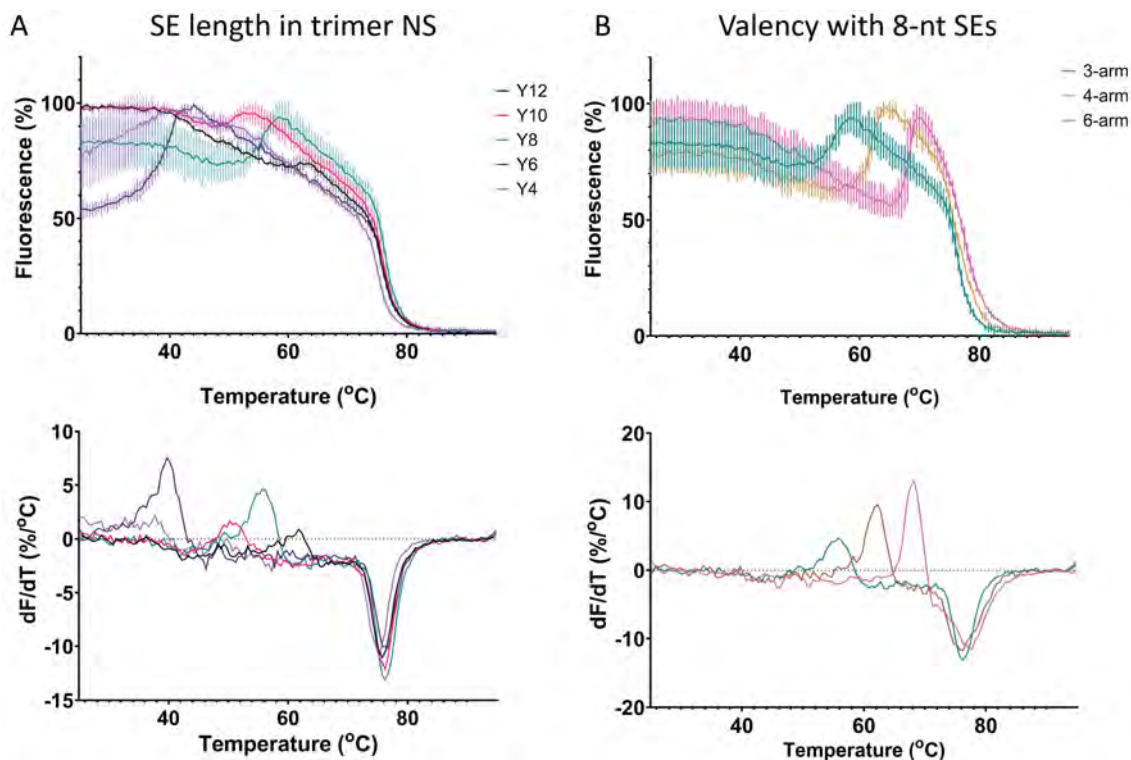 A SE length in trimer NS
100
50
0
Fluorescence (%)
40 60 80
Temperature (°C)
Y12
Y10
Y8
Y6
Y4
10
5
0
-5
-10
-15
dF/dT (%/°C)
40 60 80
Temperature (°C)
B Valency with 8-nt SEs
100
50
0
Fluorescence (%)
40 60 80
Temperature (°C)
3-arm
4-arm
6-arm
20
10
0
-10
-20
dF/dT (%/°C)
40 60 80
Temperature (°C)